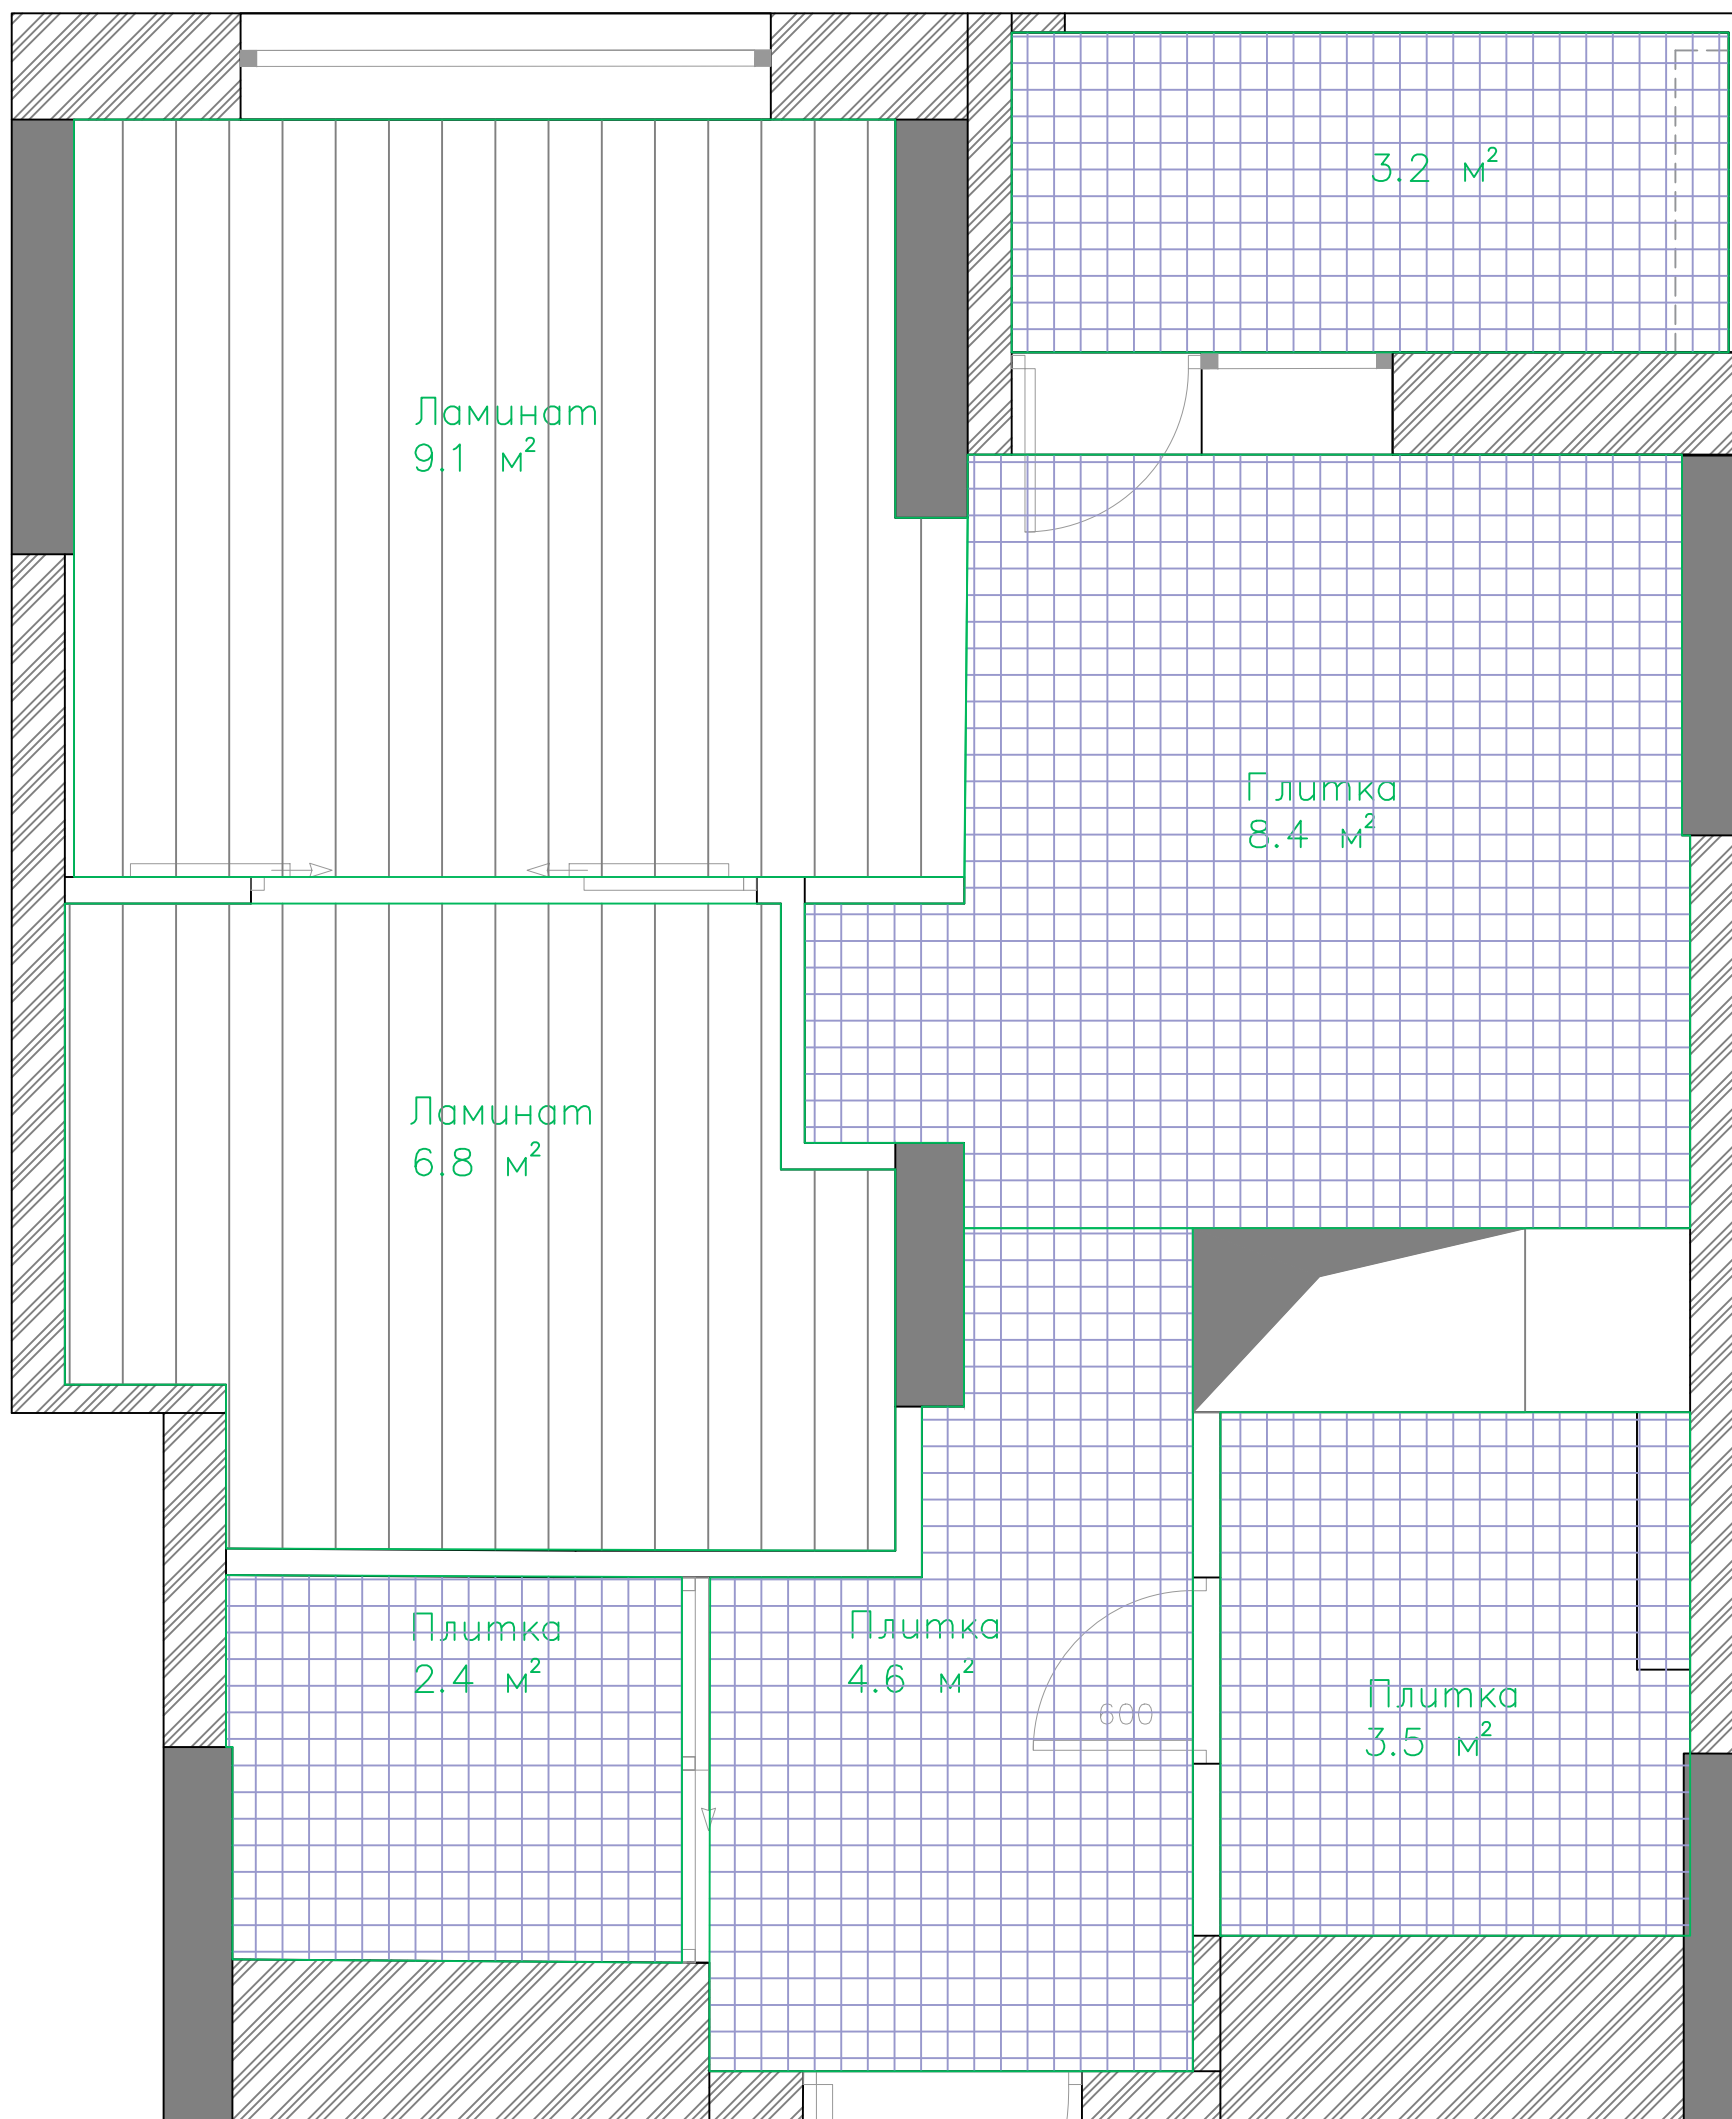 3.2 м²
Ламинат
9.1 м²
Плитка
8.4 м²
Ламинат
6.8 м²
Плитка
2.4 м²
Плитка
4.6 м²
600
Плитка
3.5 м²